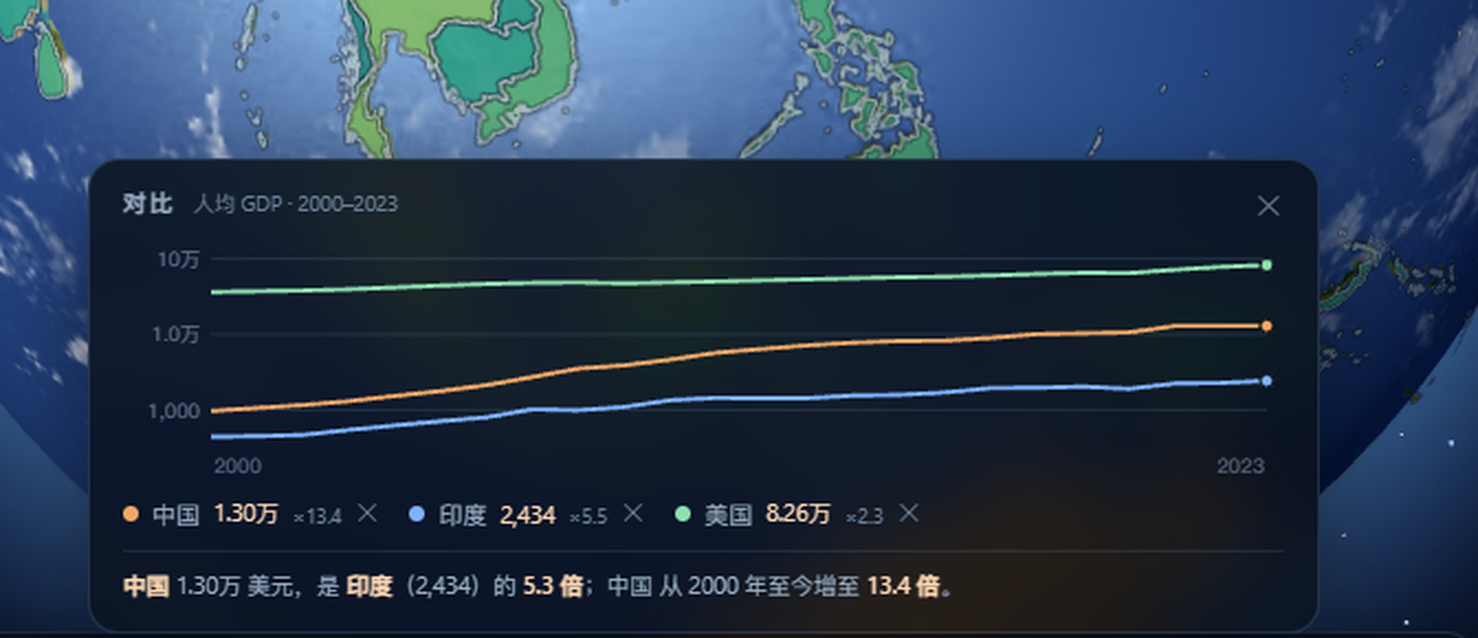 对比 人均 GDP · 2000–2023
10万
1.0万
1,000
2000 2023
中国 1.30万 ×13.4 × 印度 2,434 ×5.5 × 美国 8.26万 ×2.3 ×
中国 1.30万 美元，是 印度（2,434）的 5.3 倍；中国 从 2000 年至今增至 13.4 倍。